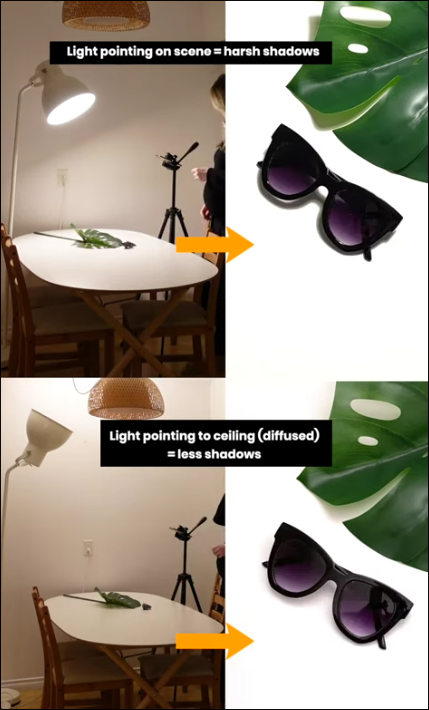 Light pointing on scene = harsh shadows
Light pointing to ceiling (diffused)
= less shadows